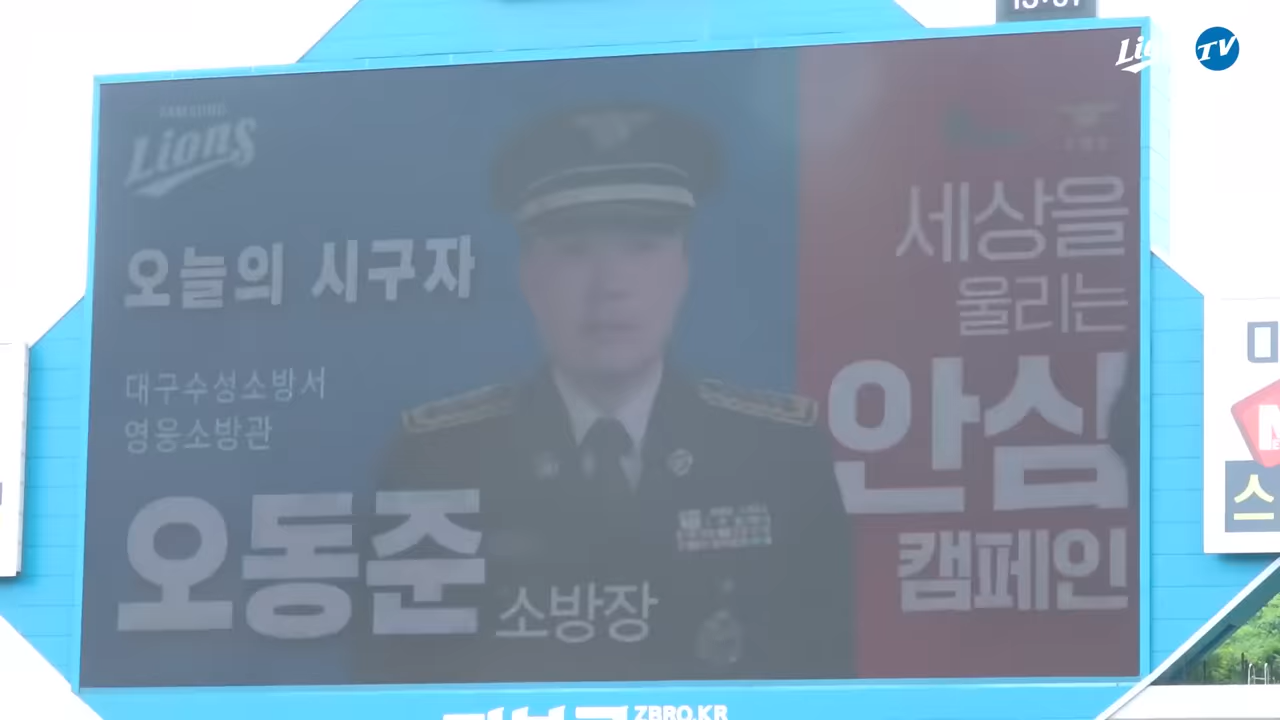 Lions TV
SAMSUNG
Lions
오늘의 시구자
대구수성소방서
영웅소방관
오동준 소방장
세상을
울리는
안심
캠페인
ZBRO.KR